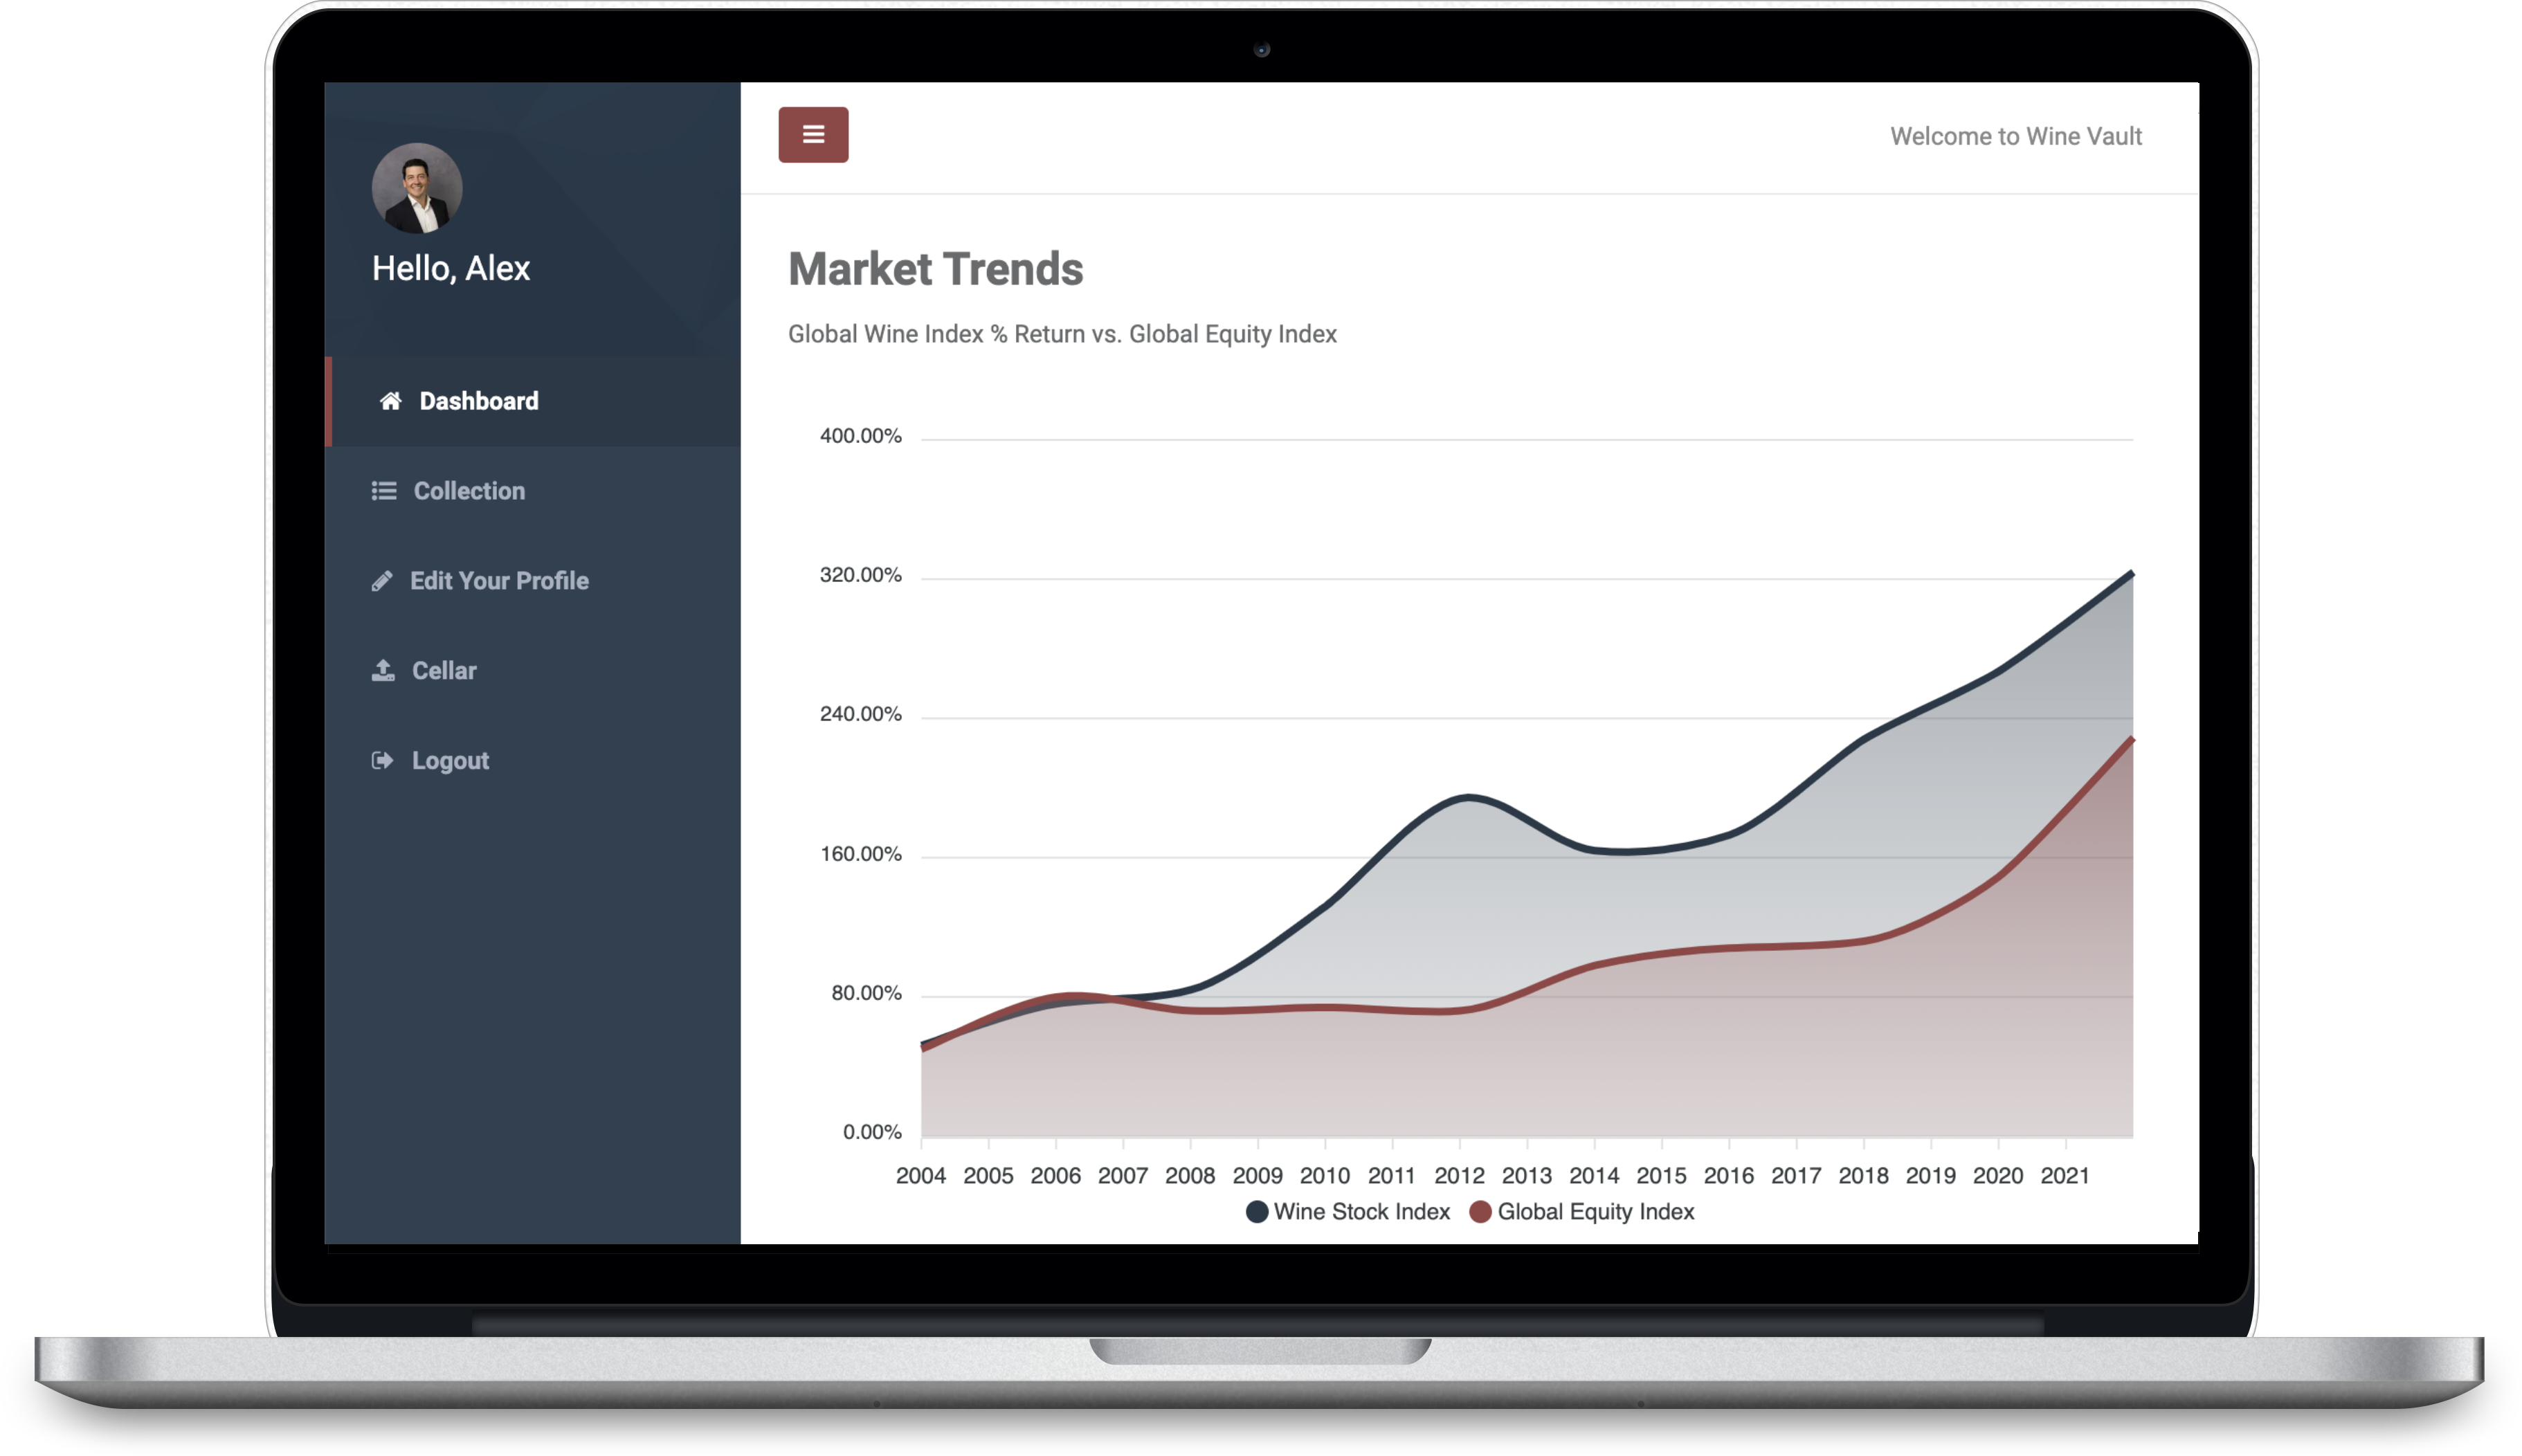 Hello, Alex
Dashboard
Collection
Edit Your Profile
Cellar
Logout
Welcome to Wine Vault
Market Trends
Global Wine Index % Return vs. Global Equity Index
400.00%
320.00%
240.00%
160.00%
80.00%
0.00%
2004 2005 2006 2007 2008 2009 2010 2011 2012 2013 2014 2015 2016 2017 2018 2019 2020 2021
Wine Stock Index Global Equity Index